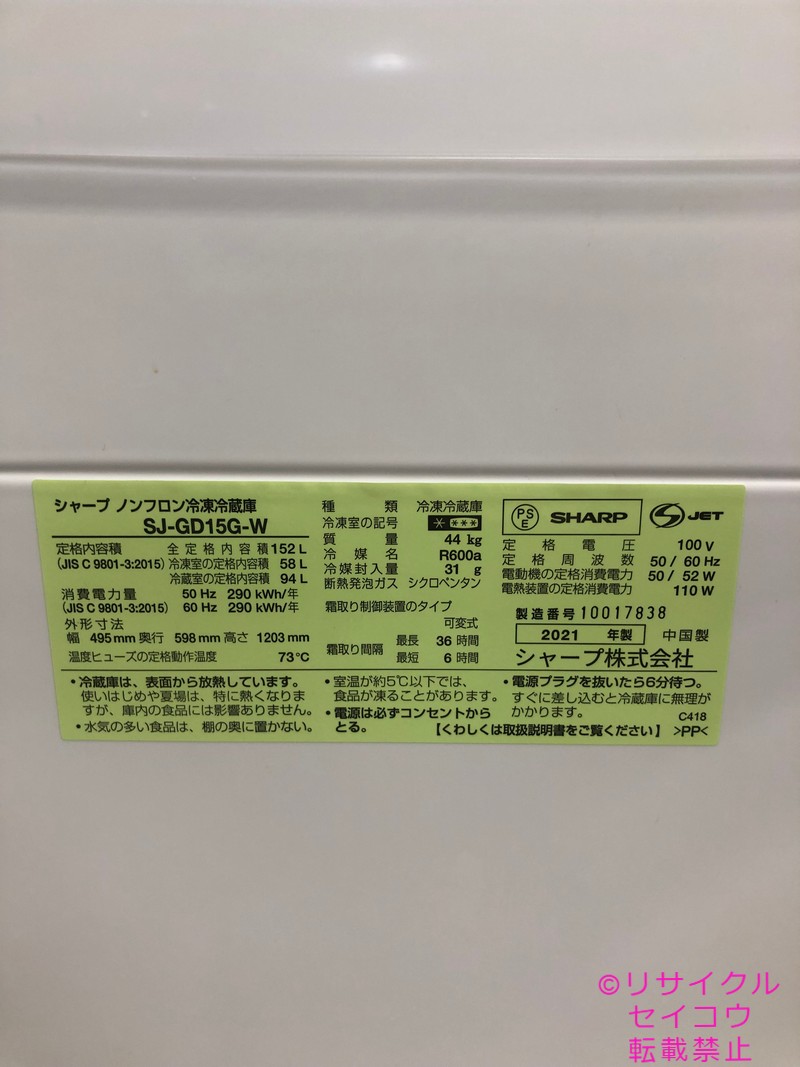 シャープ ノンフロン冷凍冷蔵庫
SJ-GD15G-W
定格内容積 全定格内容積 152 L
(JIS C 9801-3:2015) 冷凍室の定格内容積 58 L
冷蔵室の定格内容積 94 L
消費電力量 50 Hz 290 kWh/年
(JIS C 9801-3:2015) 60 Hz 290 kWh/年
外形寸法
幅 495 mm 奥行 598 mm 高さ 1203 mm
温度ヒューズの定格動作温度 73℃
種類 冷凍冷蔵庫
冷凍室の記号 * ***
質量 44 kg
冷媒名 R600a
冷媒封入量 31 g
断熱発泡ガス シクロペンタン
霜取り制御装置のタイプ
可変式
霜取り間隔 最長 36 時間
最短 6 時間
PSE SHARP S JET
定格電圧 100 V
定格周波数 50 / 60 Hz
電動機の定格消費電力 50 / 52 W
電熱装置の定格消費電力 110 W
製造番号 10017838
2021 年製 中国製
シャープ株式会社
・冷蔵庫は、表面から放熱しています。
使いはじめや夏場は、特に熱くなりま
すが、庫内の食品には影響ありません。
・水気の多い食品は、棚の奥に置かない。
・室温が約5℃以下では、
食品が凍ることがあります。
・電源は必ずコンセントから
とる。
・電源プラグを抜いたら6分待つ。
すぐに差し込むと冷蔵庫に無理が
かかります。
C418
【くわしくは取扱説明書をご覧ください】 >PP<
©リサイクル
セイコウ
転載禁止